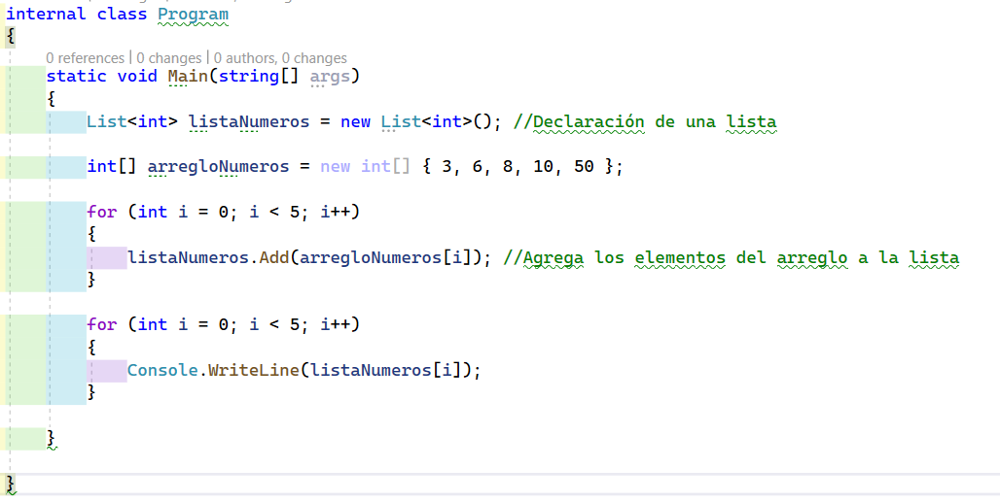 internal class Program
{
0 references | 0 changes | 0 authors, 0 changes
static void Main(string[] args)
{
List<int> listaNumeros = new List<int>(); //Declaración de una lista
int[] arregloNumeros = new int[] { 3, 6, 8, 10, 50 };
for (int i = 0; i < 5; i++)
{
listaNumeros.Add(arregloNumeros[i]); //Agrega los elementos del arreglo a la lista
}
for (int i = 0; i < 5; i++)
{
Console.WriteLine(listaNumeros[i]);
}
}
}